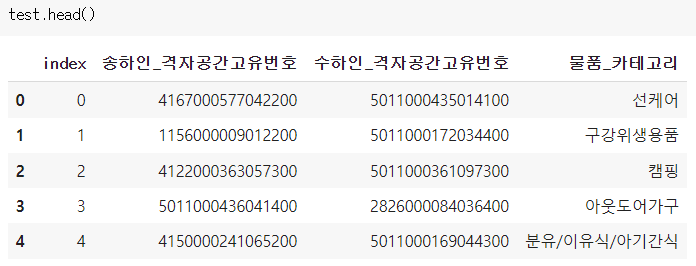 test.head()
index 송하인_격자공간고유번호 수하인_격자공간고유번호 물품_카테고리
0 0 4167000577042200 5011000435014100 선케어
1 1 1156000009012200 5011000172034400 구강위생용품
2 2 4122000363057300 5011000361097300 캠핑
3 3 5011000436041400 2826000084036400 아웃도어가구
4 4 4150000241065200 5011000169044300 분유/이유식/아기간식